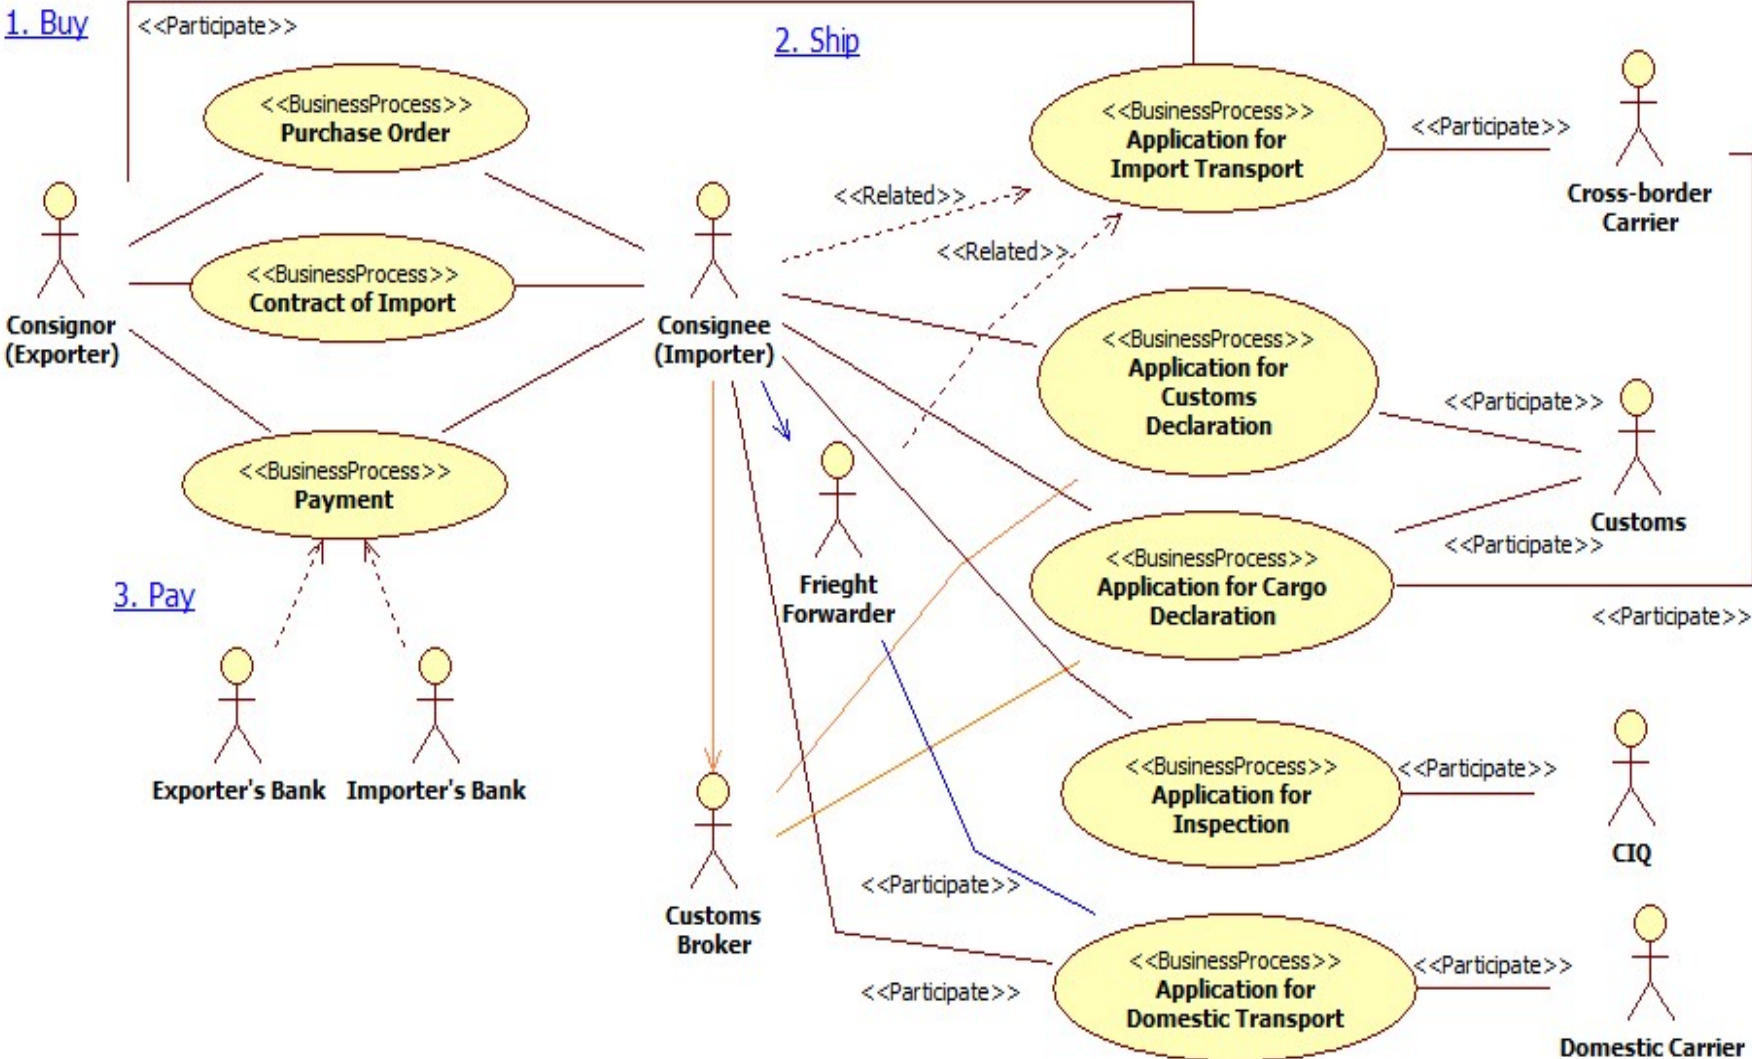 1. Buy
<<Participate>>
2. Ship
<<BusinessProcess>>
Purchase Order
<<BusinessProcess>>
Application for
Import Transport
<<Participate>>
Cross-border
Carrier
<<Related>>
<<Related>>
<<BusinessProcess>>
Contract of Import
Consignor
(Exporter)
Consignee
(Importer)
<<BusinessProcess>>
Application for
Customs
Declaration
<<Participate>>
Customs
<<Participate>>
<<BusinessProcess>>
Payment
3. Pay
Frieght
Forwarder
<<BusinessProcess>>
Application for Cargo
Declaration
<<Participate>>
Exporter's Bank
Importer's Bank
<<BusinessProcess>>
Application for
Inspection
<<Participate>>
CIQ
Customs
Broker
<<Participate>>
<<Participate>>
<<BusinessProcess>>
Application for
Domestic Transport
<<Participate>>
Domestic Carrier